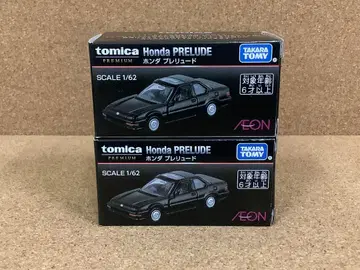 tomica Honda PRELUDE
PREMIUM ホンダ プレリュード
TAKARA
TOMY
SCALE 1/62
対象年齢
6才以上
ÆON
tomica Honda PRELUDE
PREMIUM ホンダ プレリュード
TAKARA
TOMY
SCALE 1/62
対象年齢
6才以上
ÆON